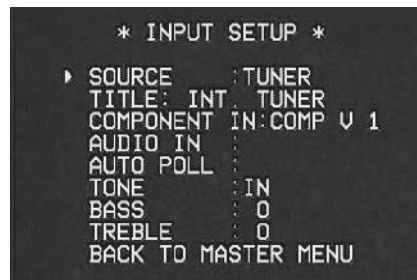 * INPUT SETUP *
SOURCE :TUNER
TITLE: INT. TUNER
COMPONENT IN:COMP V 1
AUDIO IN :
AUTO POLL :
TONE :IN
BASS : 0
TREBLE : 0
BACK TO MASTER MENU